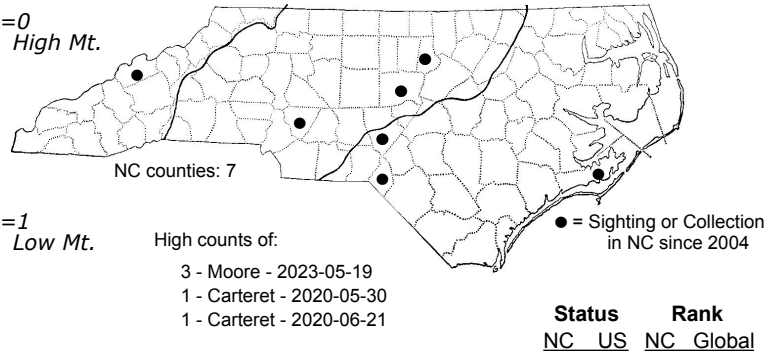 =0
High Mt.
NC counties: 7
=1
Low Mt.
High counts of:
3 - Moore - 2023-05-19
1 - Carteret - 2020-05-30
1 - Carteret - 2020-06-21
● = Sighting or Collection
in NC since 2004
Status Rank
NC US NC Global